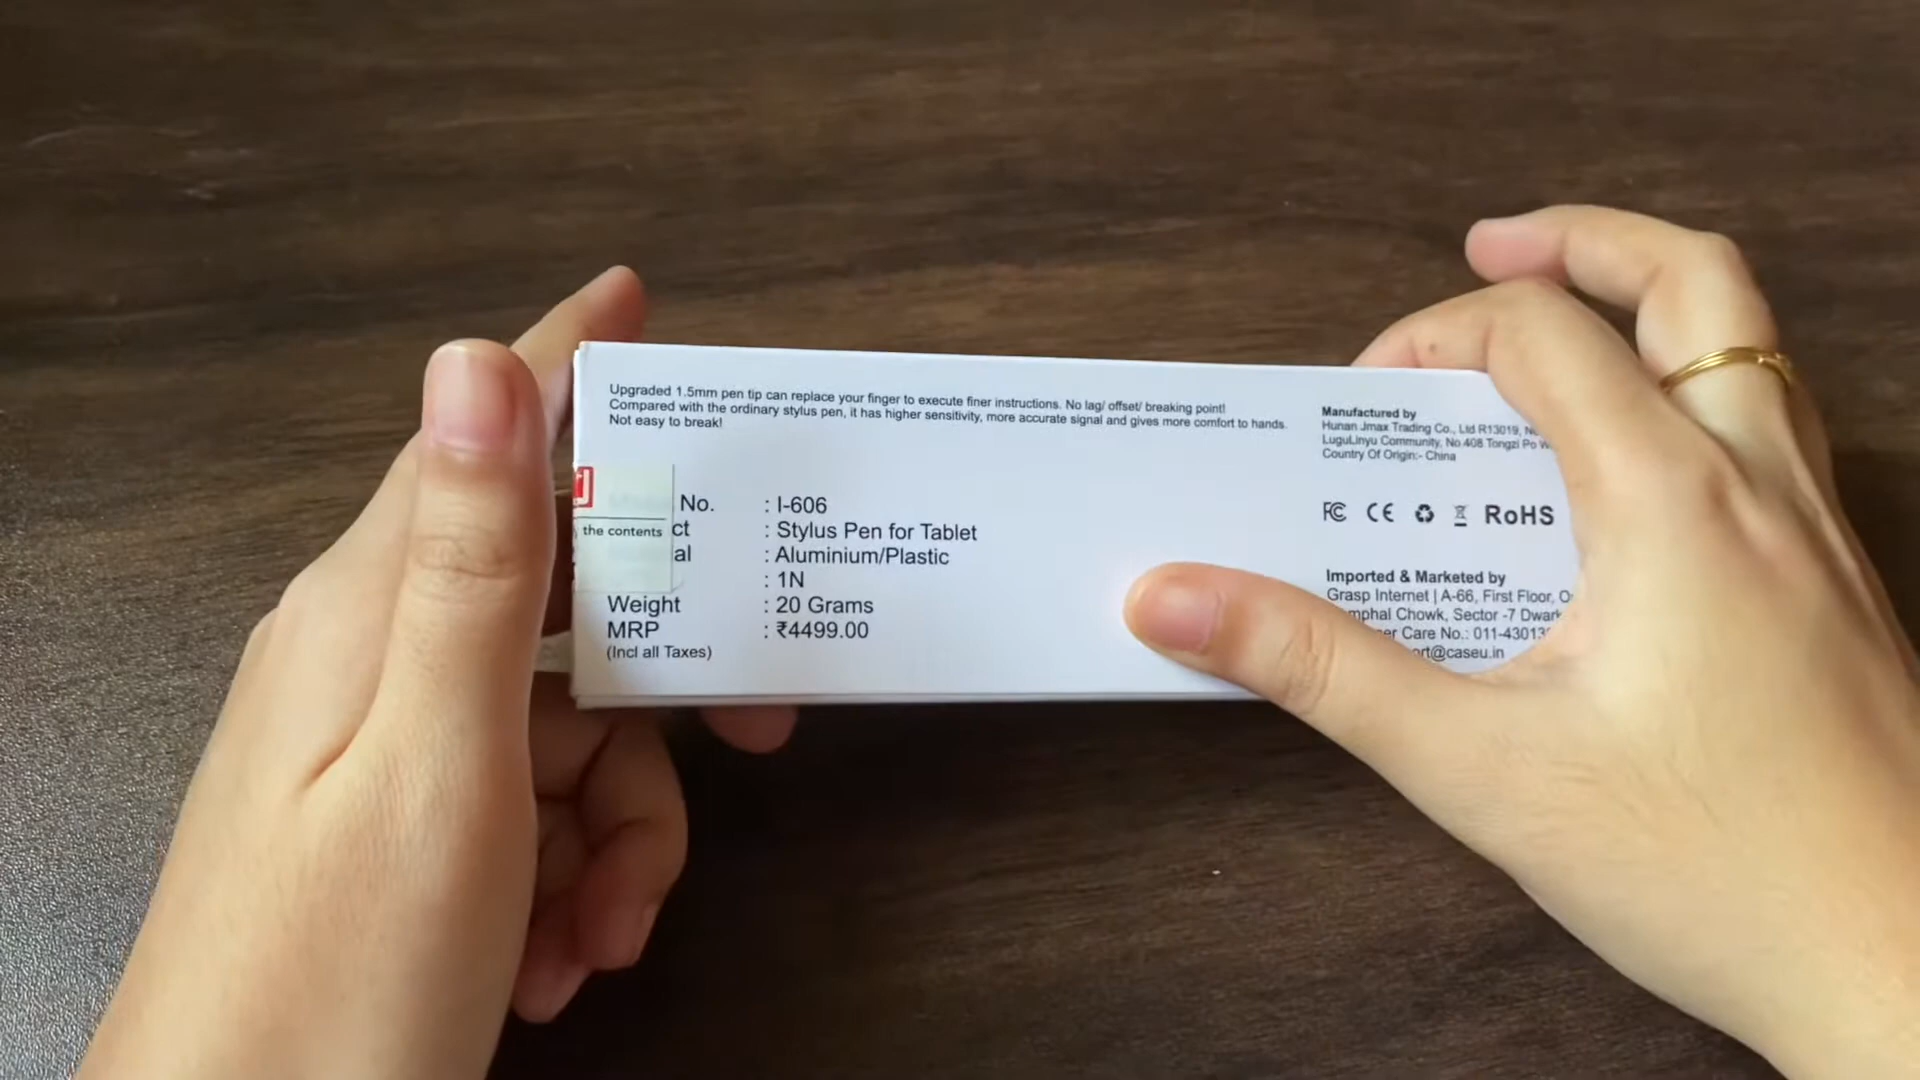 Upgraded 1.5mm pen tip can replace your finger to execute finer instructions. No lag/ offset/ breaking point!
Compared with the ordinary stylus pen, it has higher sensitivity, more accurate signal and gives more comfort to hands.
Not easy to break!
No. : I-606
the contents
ct : Stylus Pen for Tablet
al : Aluminium/Plastic
: 1N
Weight : 20 Grams
MRP : ₹4499.00
(Incl all Taxes)
Manufactured by
Hunan Jmax Trading Co., Ltd R13019,
LuguLinyu Community, No.408 Tongzi Po
Country Of Origin:- China
FC CE RoHS
Imported & Marketed by
Grasp Internet | A-66, First Floor,
mphal Chowk, Sector -7 Dwark
er Care No.: 011-43013
ort@caseu.in